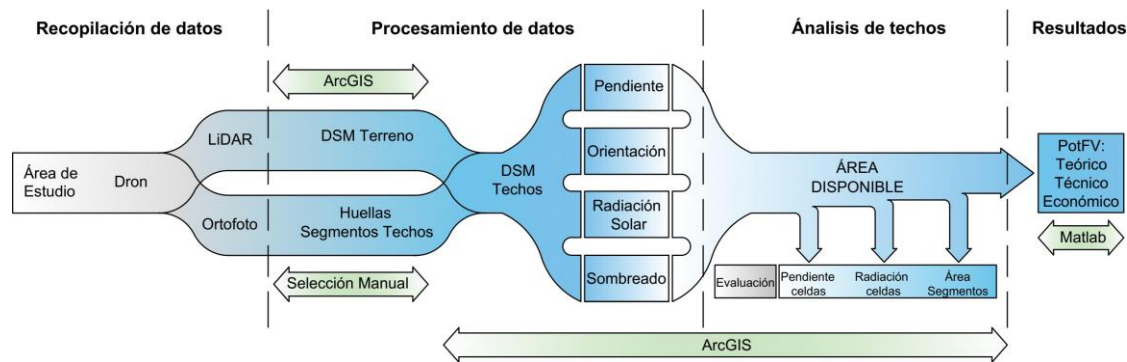 Recopilación de datos
Procesamiento de datos
Ánalisis de techos
Resultados
ArcGIS
Área de
Estudio
Dron
LiDAR
Ortofoto
DSM Terreno
Huellas
Segmentos Techos
Selección Manual
DSM
Techos
Pendiente
Orientación
Radiación
Solar
Sombreado
ÁREA
DISPONIBLE
Evaluación
Pendiente
celdas
Radiación
celdas
Área
Segmentos
ArcGIS
PotFV:
Teórico
Técnico
Económico
Matlab